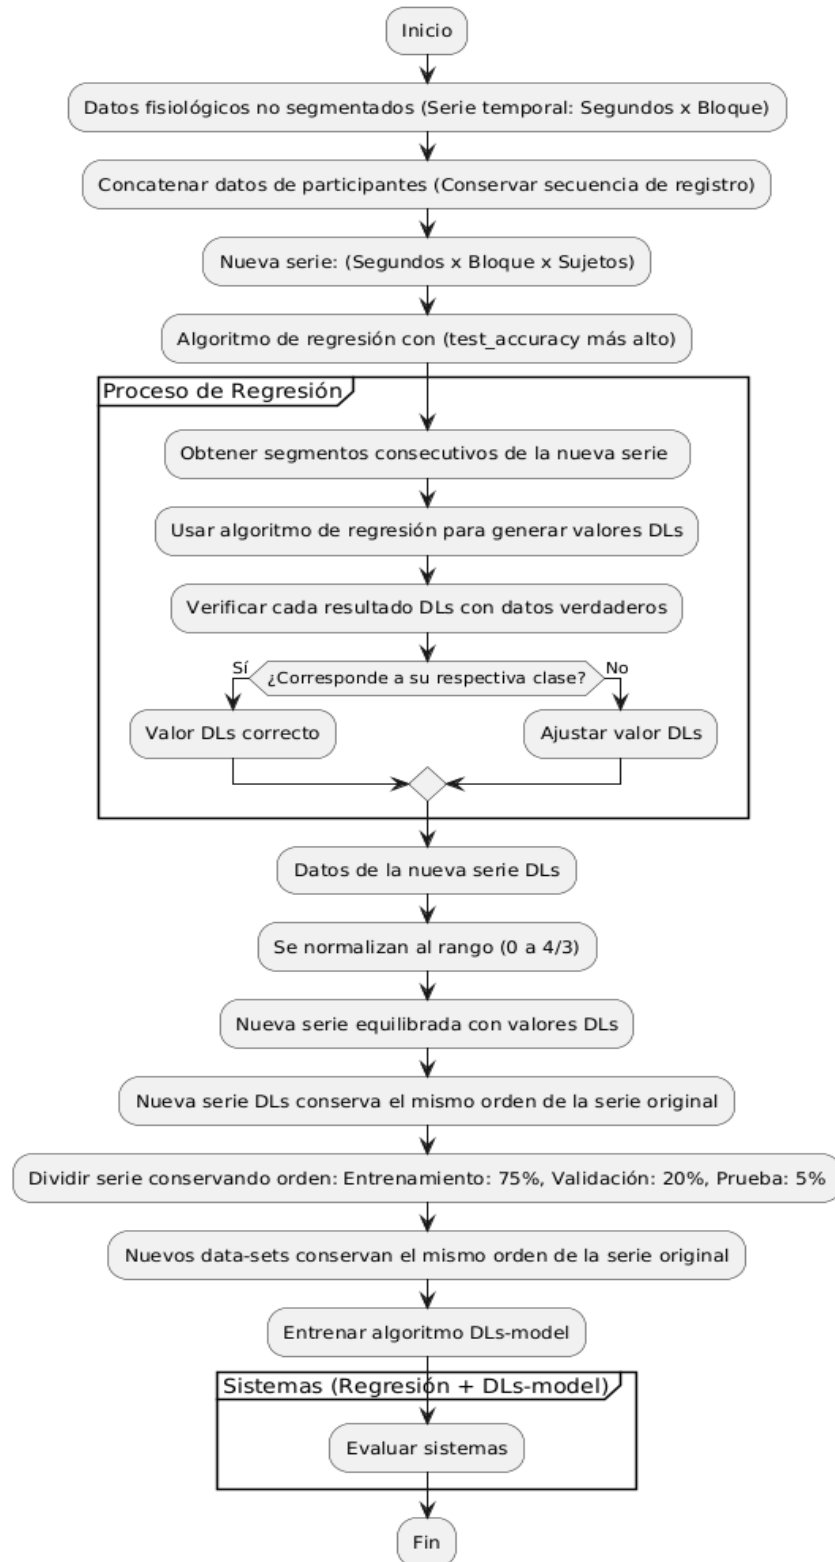 Inicio
Datos fisiológicos no segmentados (Serie temporal: Segundos x Bloque)
Concatenar datos de participantes (Conservar secuencia de registro)
Nueva serie: (Segundos x Bloque x Sujetos)
Algoritmo de regresión con (test_accuracy más alto)
Proceso de Regresión
Obtener segmentos consecutivos de la nueva serie
Usar algoritmo de regresión para generar valores DLs
Verificar cada resultado DLs con datos verdaderos
Sí
¿Corresponde a su respectiva clase?
No
Valor DLs correcto
Ajustar valor DLs
Datos de la nueva serie DLs
Se normalizan al rango (0 a 4/3)
Nueva serie equilibrada con valores DLs
Nueva serie DLs conserva el mismo orden de la serie original
Dividir serie conservando orden: Entrenamiento: 75%, Validación: 20%, Prueba: 5%
Nuevos data-sets conservan el mismo orden de la serie original
Entrenar algoritmo DLs-model
Sistemas (Regresión + DLs-model)
Evaluar sistemas
Fin